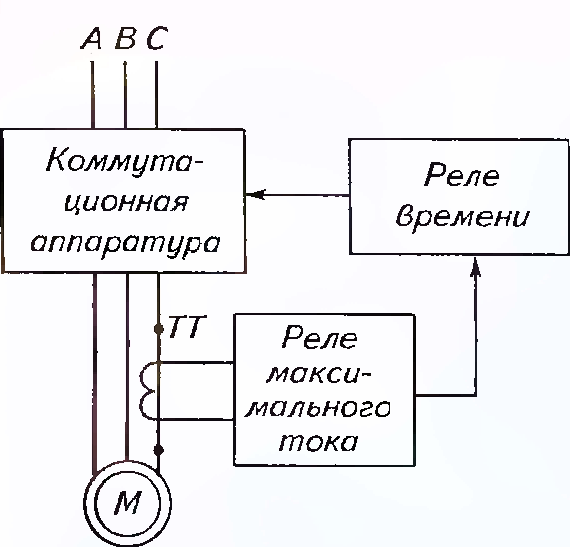 A B C
Коммута-
ционная
аппаратура
Реле
времени
ТТ
Реле
макси-
мального
тока
М